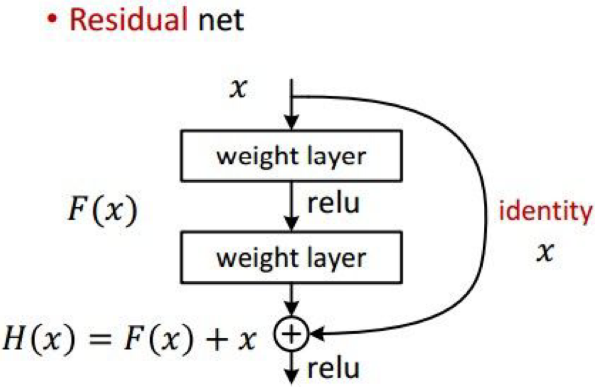 • Residual net
x
weight layer
relu
F(x)
identity
x
weight layer
H(x) = F(x) + x
+
relu